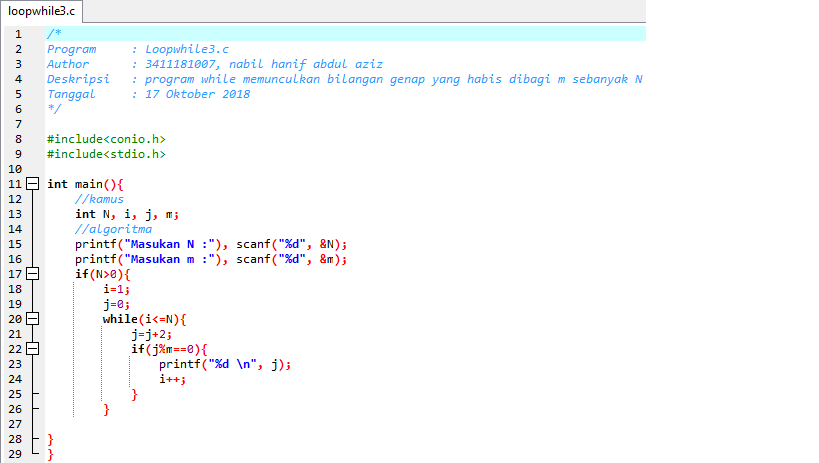 loopwhile3.c
1 /*
2 Program     : Loopwhile3.c
3 Author      : 3411181007, nabil hanif abdul aziz
4 Deskripsi   : program while memunculkan bilangan genap yang habis dibagi m sebanyak N
5 Tanggal     : 17 Oktober 2018
6 */
7
8 #include<conio.h>
9 #include<stdio.h>
10
11 int main(){
12     //kamus
13     int N, i, j, m;
14     //algoritma
15     printf("Masukan N :"), scanf("%d", &N);
16     printf("Masukan m :"), scanf("%d", &m);
17     if(N>0){
18         i=1;
19         j=0;
20         while(i<=N){
21             j=j+2;
22             if(j%m==0){
23                 printf("%d \n", j);
24                 i++;
25             }
26         }
27
28 }
29 }